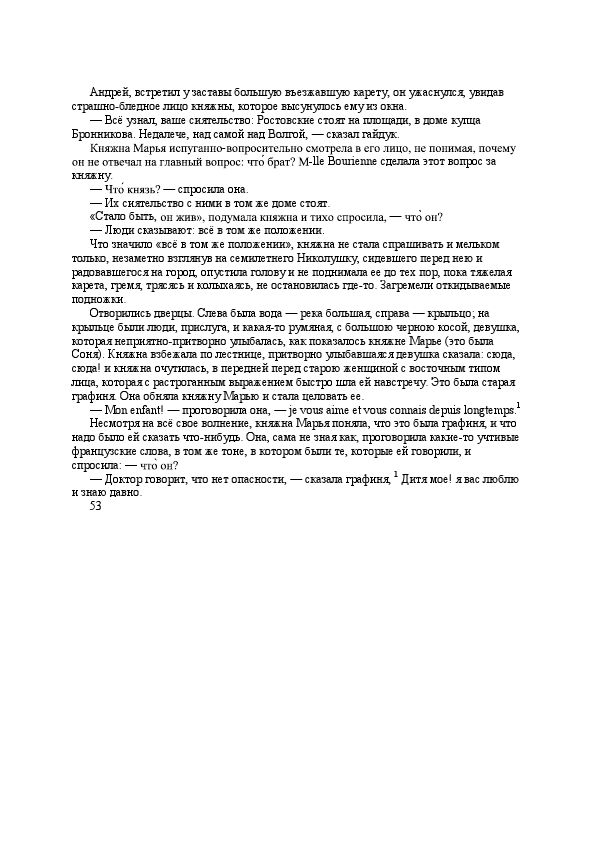 Андрей, встретил у заставы большую въезжавшую карету, он ужаснулся, увидав
страшно-бледное лицо княжны, которое высунулось ему из окна.
— Всё узнал, ваше сиятельство: Ростовские стоят на площади, в доме купца
Бронникова. Недалече, над самой над Волгой, — сказал гайдук.
Княжна Марья испуганно-вопросительно смотрела в его лицо, не понимая, почему
он не отвечал на главный вопрос: что̀ брат? M-lle Bourienne сделала этот вопрос за
княжну.
— Что̀ князь? — спросила она.
— Их сиятельство с ними в том же доме стоят.
«Стало быть, он жив», подумала княжна и тихо спросила, — что̀ он?
— Люди сказывают: всё в том же положении.
Что значило «всё в том же положении», княжна не стала спрашивать и мельком
только, незаметно взглянув на семилетнего Николушку, сидевшего перед нею и
радовавшегося на город, опустила голову и не поднимала ее до тех пор, пока тяжелая
карета, гремя, трясясь и колыхаясь, не остановилась где-то. Загремели откидываемые
подножки.
Отворились дверцы. Слева была вода — река большая, справа — крыльцо; на
крыльце были люди, прислуга, и какая-то румяная, с большою черною косой, девушка,
которая неприятно-притворно улыбалась, как показалось княжне Марье (это была
Соня). Княжна взбежала по лестнице, притворно улыбавшаяся девушка сказала: сюда,
сюда! и княжна очутилась, в передней перед старою женщиной с восточным типом
лица, которая с растроганным выражением быстро шла ей навстречу. Это была старая
графиня. Она обняла княжну Марью и стала целовать ее.
— Mon enfant! — проговорила она, — je vous aime et vous connais depuis longtemps.¹
Несмотря на всё свое волнение, княжна Марья поняла, что это была графиня, и что
надо было ей сказать что-нибудь. Она, сама не зная как, проговорила какие-то учтивые
французские слова, в том же тоне, в котором были те, которые ей говорили, и
спросила: — что̀ он?
— Доктор говорит, что нет опасности, — сказала графиня, ¹ Дитя мое! я вас люблю
и знаю давно.
53